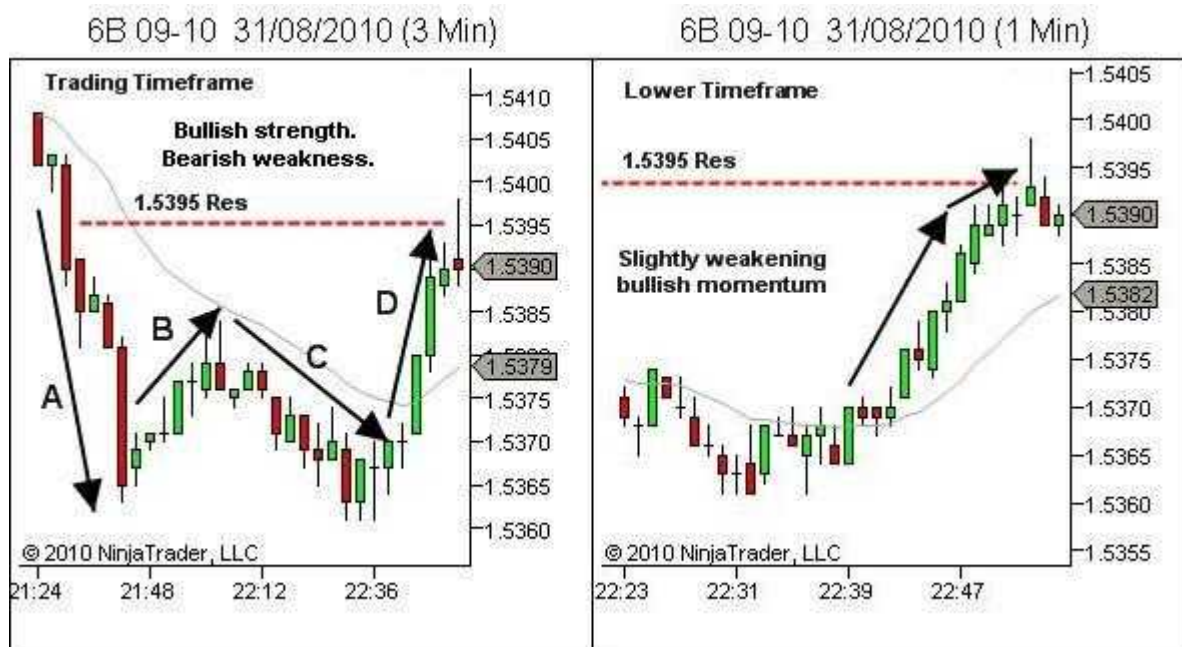 6B 09-10 31/08/2010 (3 Min)
Trading Timeframe
Bullish strength.
Bearish weakness.
1.5395 Res
A
B
C
D
1.5410
1.5405
1.5400
1.5395
1.5390
1.5385
1.5379
1.5375
1.5370
1.5365
1.5360
© 2010 NinjaTrader, LLC
21:24
21:48
22:12
22:36
6B 09-10 31/08/2010 (1 Min)
Lower Timeframe
1.5395 Res
Slightly weakening
bullish momentum
1.5405
1.5400
1.5395
1.5390
1.5385
1.5382
1.5380
1.5375
1.5370
1.5365
1.5360
1.5355
© 2010 NinjaTrader, LLC
22:23
22:31
22:39
22:47